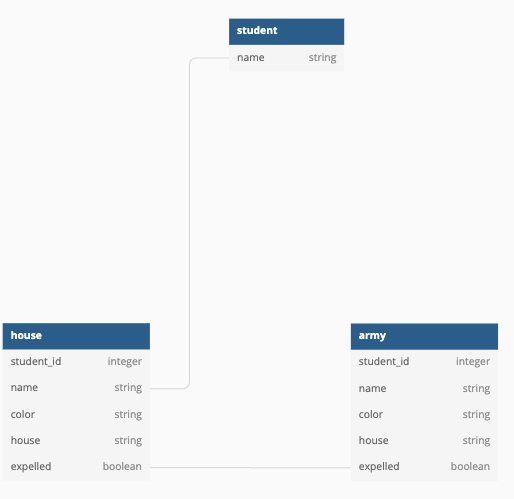 student
name string
house
student_id integer
name string
color string
house string
expelled boolean
army
student_id integer
name string
color string
house string
expelled boolean